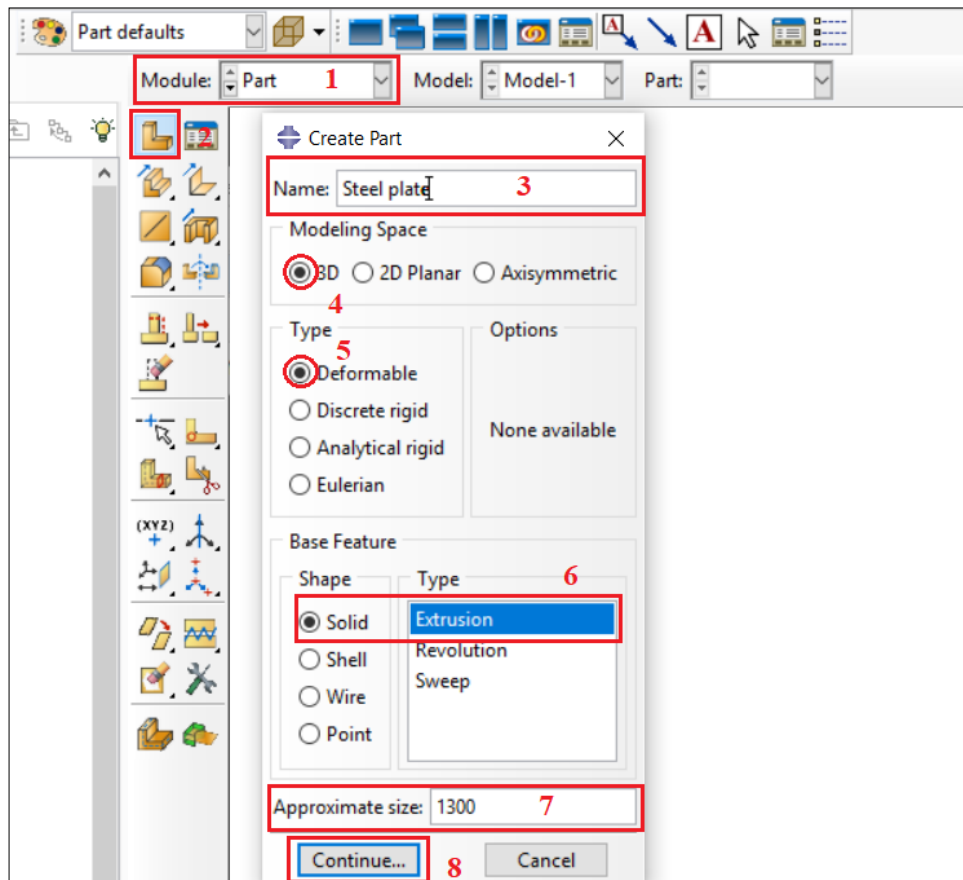 Part defaults
A A
Module: Part 1 Model: Model-1 Part:
2
Create Part
Name: Steel plate 3
Modeling Space
3D 2D Planar Axisymmetric
4
Type Options
5
Deformable
Discrete rigid
None available
Analytical rigid
Eulerian
(XYZ)
Base Feature
Shape Type 6
Solid Extrusion
Revolution
Shell
Sweep
Wire
Point
Approximate size: 1300 7
Continue... 8 Cancel